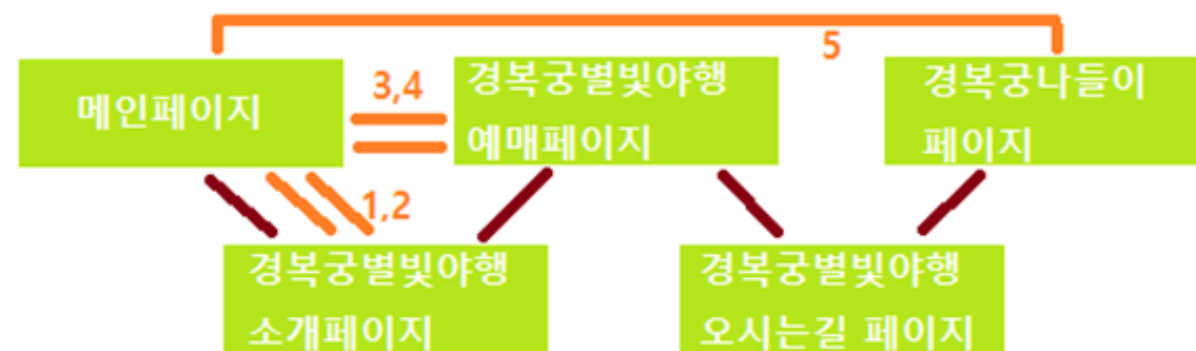 5
메인페이지
3,4
경복궁별빛야행
예매페이지
경복궁나들이
페이지
1,2
경복궁별빛야행
소개페이지
경복궁별빛야행
오시는길 페이지